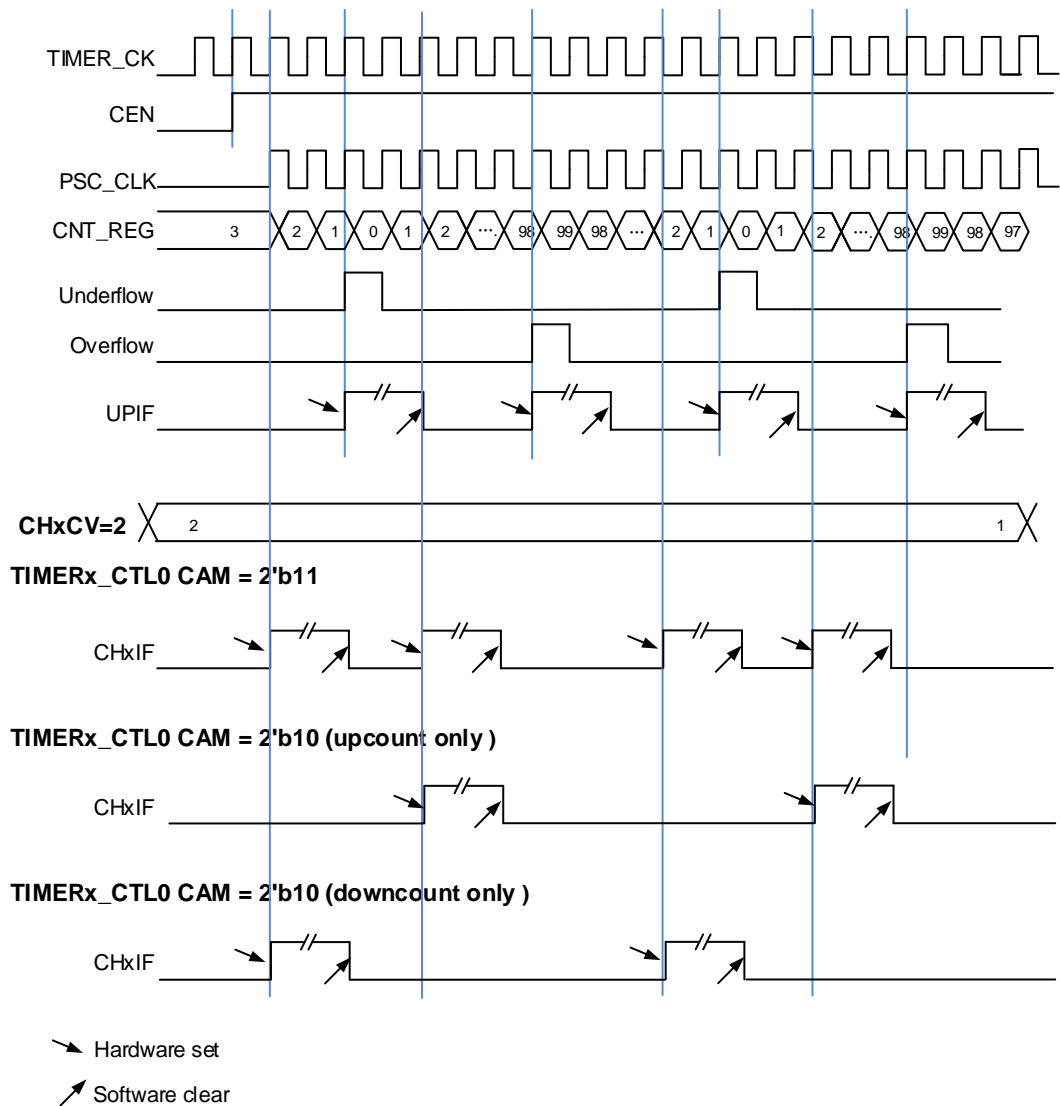 TIMER_CK
CEN
PSC_CLK
CNT_REG 3 2 1 0 1 2 .... 98 99 98 ... 2 1 0 1 2 .... 98 99 98 97
Underflow
Overflow
UPIF
CHxCV=2 2 1
TIMERx_CTL0 CAM = 2'b11
CHxIF
TIMERx_CTL0 CAM = 2'b10 (upcount only )
CHxIF
TIMERx_CTL0 CAM = 2'b10 (downcount only )
CHxIF
Hardware set
Software clear